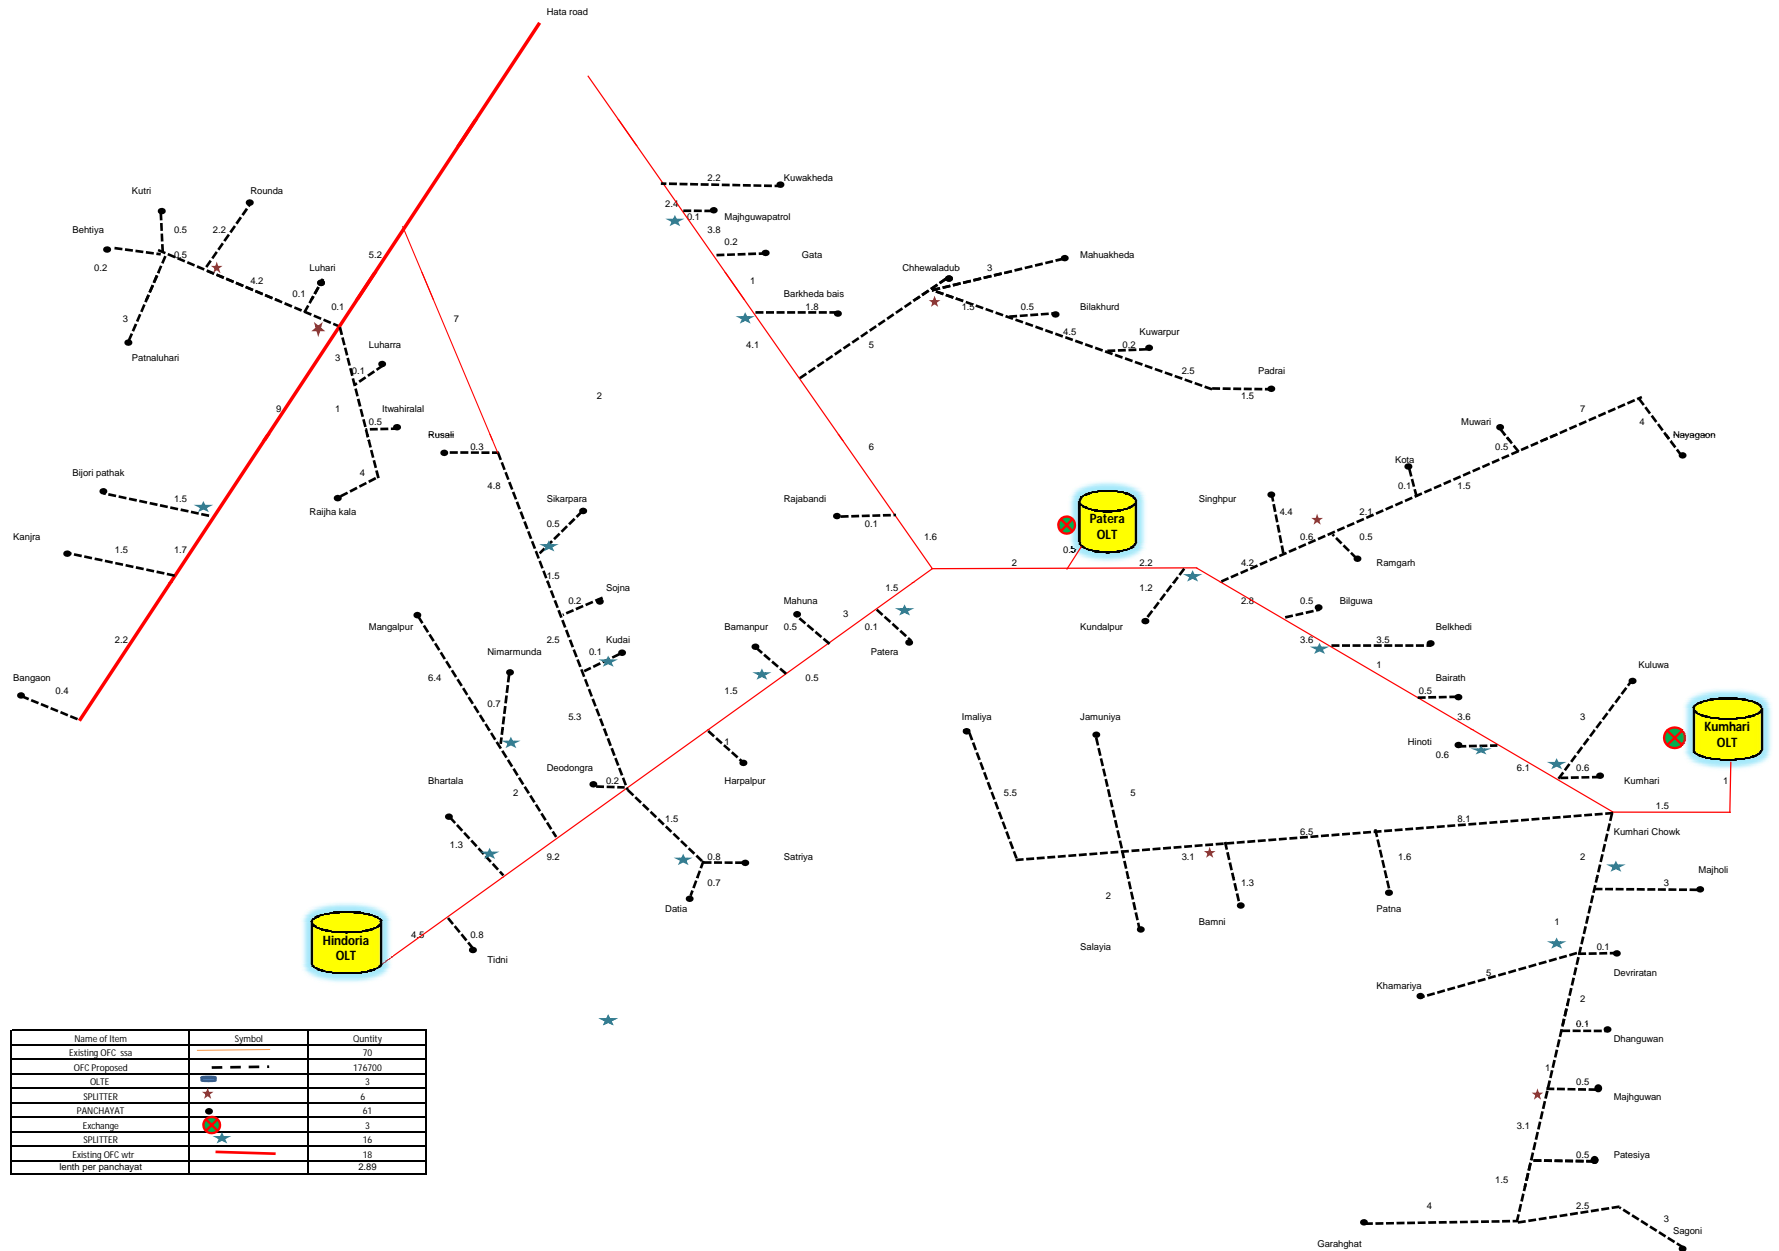 Hata road
Kuwakheda
2.2
Kutri
Rounda
2.4
0.1
Majhguwapatrol
Behtiya
0.5
2.2
3.8
0.2
Gata
0.5
5.2
Mahuakheda
0.2
Luhari
4.2
0.1
0.1
1
Chhewaladub
3
Barkheda bais
1.8
1.5
0.5
Bilakhurd
7
4.5
Kuwarpur
3
Patnaluhari
3
Luharra
0.1
4.1
5
0.2
2.5
Padrai
1.5
9
1
Itwahiralal
0.5
2
7
Muwari
4
Nayagaon
Rusali
0.3
6
0.5
Kota
Bijori pathak
1.5
4
Raijha kala
4.8
Sikarpara
Rajabandi
0.1
Singhpur
0.1
1.5
4.4
2.1
Kanjra
1.5
1.7
0.5
1.6
Patera
OLT
0.5
0.6
0.5
Ramgarh
2
2.2
4.2
1.5
Sojna
0.2
1.5
1.2
2.8
0.5
Bilguwa
Mangalpur
Mahuna
3
0.5
0.1
Patera
Kundalpur
Bamanpur
2.2
2.5
Kudai
0.1
3.6
3.5
Belkhedi
Nimarmunda
6.4
0.7
0.5
1
Bairath
0.5
Kuluwa
Bangaon
0.4
1.5
5.3
Imaliya
Jamuniya
3.6
3
Kumhari
OLT
Hinoti
0.6
1
Harpalpur
Deodongra
0.2
Bhartala
2
6.1
0.6
Kumhari
5.5
5
1
1.5
1.5
8.1
Kumhari Chowk
6.5
1.3
9.2
0.8
Satriya
3.1
1.6
2
Majholi
0.7
Datia
1.3
3
2
Bamni
Patna
Hindoria
OLT
4.5
0.8
Tidni
Salayia
1
0.1
Devriratan
Khamariya
5
2
0.1
Dhanguwan
1
0.5
Majhguwan
3.1
0.5
Patesiya
1.5
4
2.5
3
Sagoni
Garahghat
Name of Item Symbol Quntity
Existing OFC ssa 70
OFC Proposed 176700
OLTE 3
SPLITTER 6
PANCHAYAT 61
Exchange 3
SPLITTER 16
Existing OFC wtr 18
lenth per panchayat 2.89